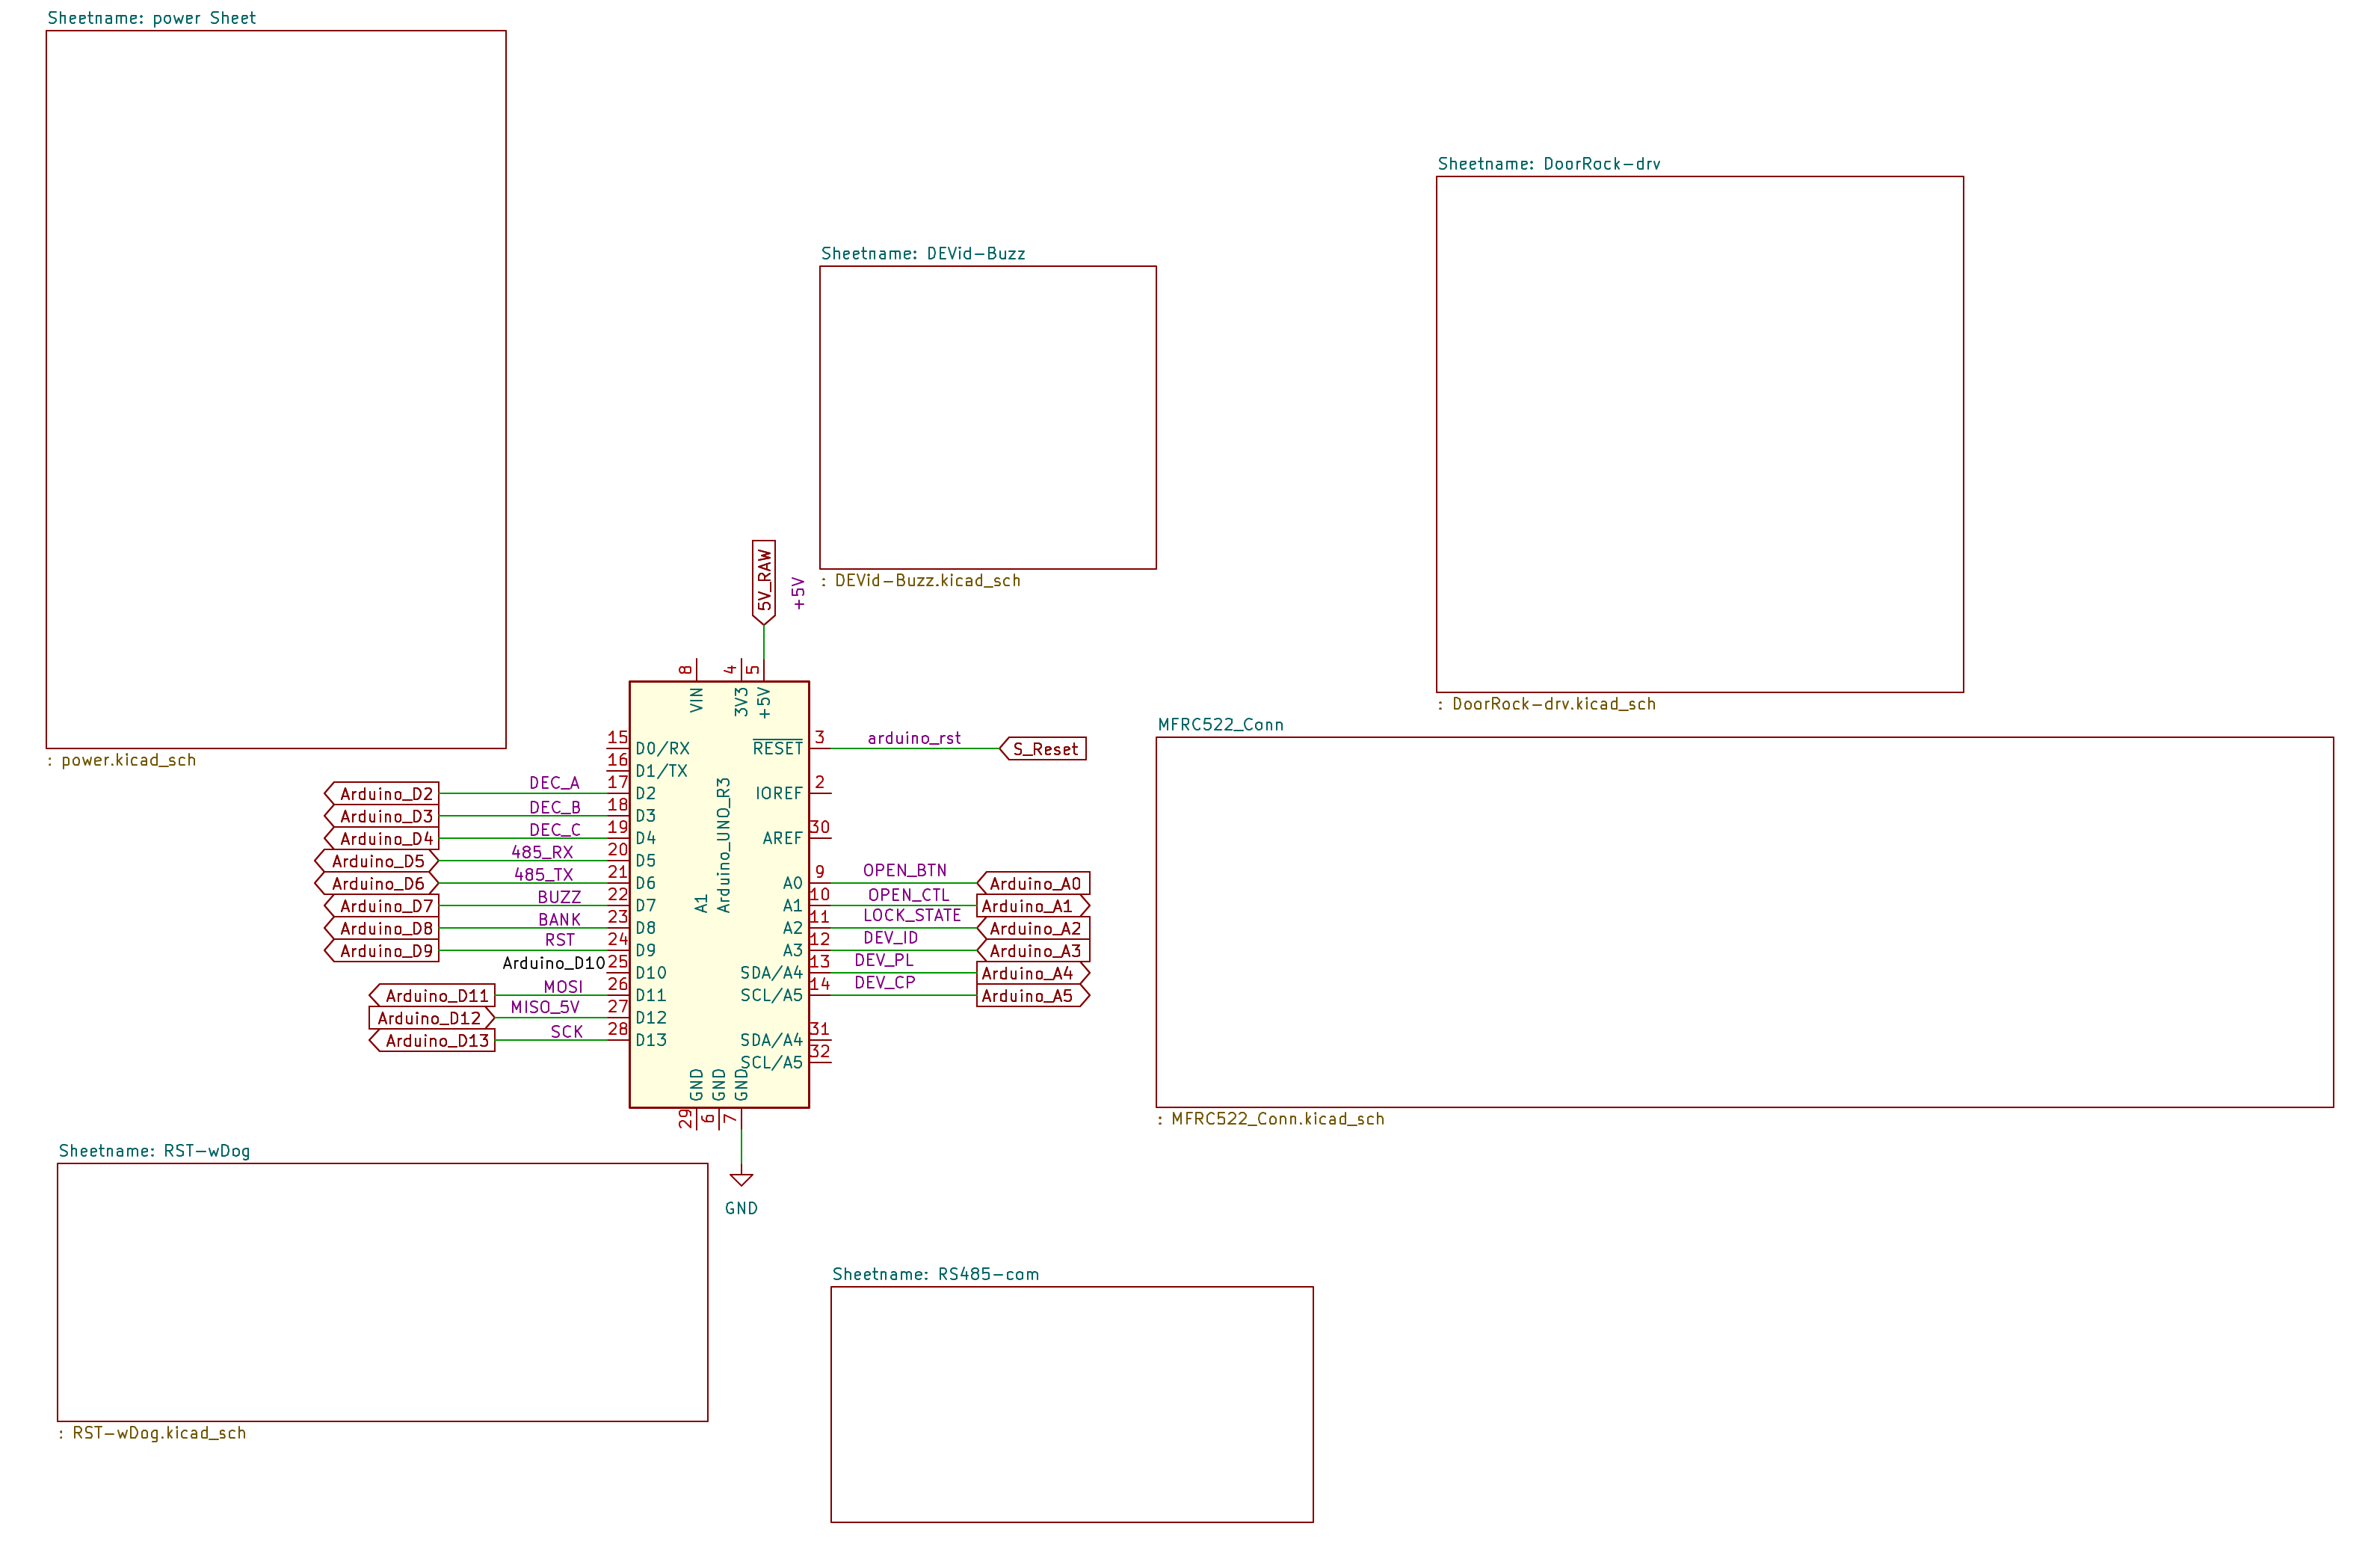 Sheetname: power Sheet
: power.kicad_sch
Sheetname: DoorRock-drv
: DoorRock-drv.kicad_sch
Sheetname: DEVid-Buzz
: DEVid-Buzz.kicad_sch
5V_RAW
+5V
MFRC522_Conn
: MFRC522_Conn.kicad_sch
8
4
5
VIN
3V3
+5V
15 D0/RX
16 D1/TX
Arduino_D2 DEC_A 17 D2
Arduino_D3 DEC_B 18 D3
Arduino_D4 DEC_C 19 D4
Arduino_D5 485_RX 20 D5
Arduino_D6 485_TX 21 D6
Arduino_D7 BUZZ 22 D7
Arduino_D8 BANK 23 D8
Arduino_D9 RST 24 D9
Arduino_D10 25 D10
Arduino_D11 MOSI 26 D11
Arduino_D12 MISO_5V 27 D12
Arduino_D13 SCK 28 D13
A1
Arduino_UNO_R3
RESET 3 arduino_rst S_Reset
IOREF 2
AREF 30
A0 9 OPEN_BTN Arduino_A0
A1 10 OPEN_CTL Arduino_A1
A2 11 LOCK_STATE Arduino_A2
A3 12 DEV_ID Arduino_A3
SDA/A4 13 DEV_PL Arduino_A4
SCL/A5 14 DEV_CP Arduino_A5
SDA/A4 31
SCL/A5 32
GND
GND
GND
29
6
7
GND
Sheetname: RST-wDog
: RST-wDog.kicad_sch
Sheetname: RS485-com